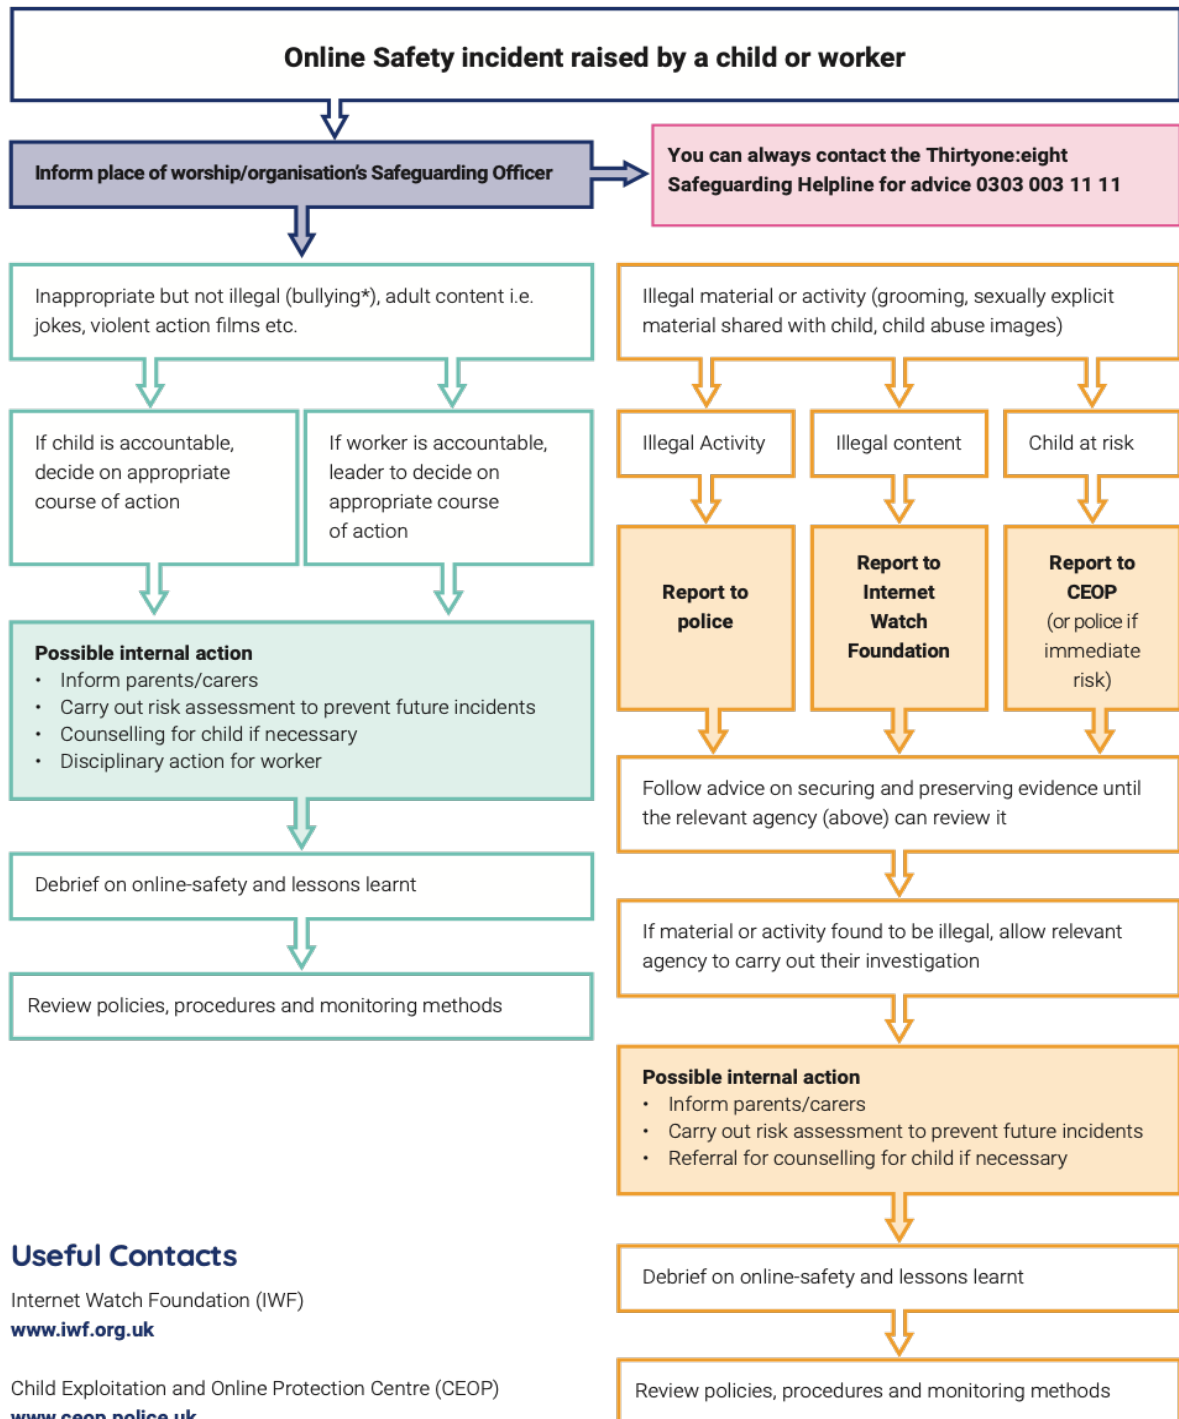 Online Safety incident raised by a child or worker
Inform place of worship/organisation's Safeguarding Officer
You can always contact the Thirtyone:eight
Safeguarding Helpline for advice 0303 003 11 11
Inappropriate but not illegal (bullying*), adult content i.e.
jokes, violent action films etc.
If child is accountable,
decide on appropriate
course of action
If worker is accountable,
leader to decide on
appropriate course
of action
Possible internal action
• Inform parents/carers
• Carry out risk assessment to prevent future incidents
• Counselling for child if necessary
• Disciplinary action for worker
Debrief on online-safety and lessons learnt
Review policies, procedures and monitoring methods
Illegal material or activity (grooming, sexually explicit
material shared with child, child abuse images)
Illegal Activity
Illegal content
Child at risk
Report to
police
Report to
Internet
Watch
Foundation
Report to
CEOP
(or police if
immediate
risk)
Follow advice on securing and preserving evidence until
the relevant agency (above) can review it
If material or activity found to be illegal, allow relevant
agency to carry out their investigation
Possible internal action
• Inform parents/carers
• Carry out risk assessment to prevent future incidents
• Referral for counselling for child if necessary
Debrief on online-safety and lessons learnt
Review policies, procedures and monitoring methods
Useful Contacts
Internet Watch Foundation (IWF)
www.iwf.org.uk
Child Exploitation and Online Protection Centre (CEOP)
www.ceop.police.uk